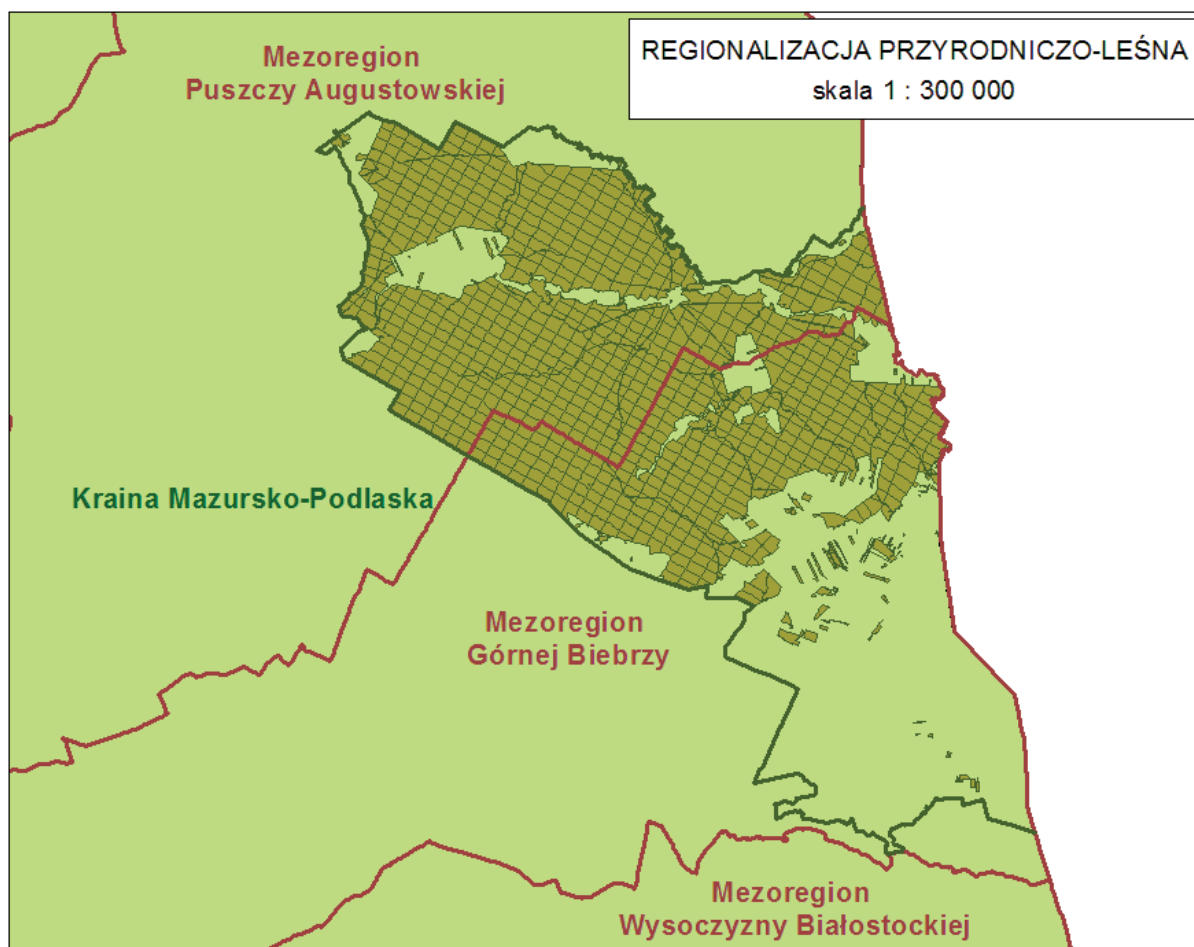 REGIONALIZACJA PRZYRODNICZO-LEŚNA
skala 1 : 300 000
Mezoregion
Puszczy Augustowskiej
Kraina Mazursko-Podlaska
Mezoregion
Górnej Biebrzy
Mezoregion
Wysoczyzny Białostockiej